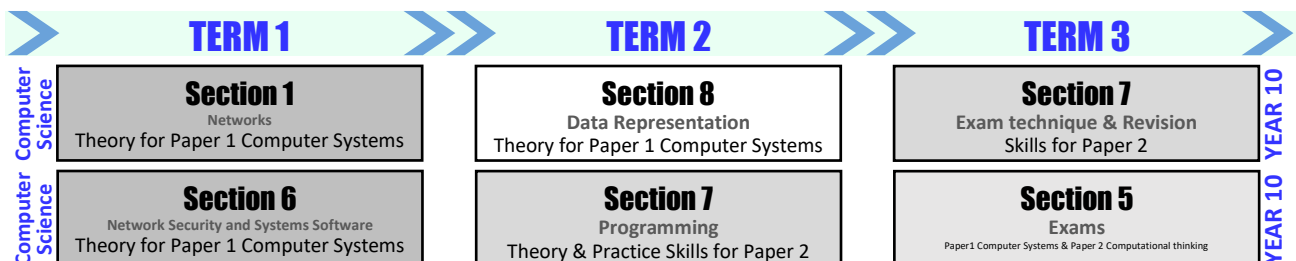 TERM 1
TERM 2
TERM 3
Computer
Science
Section 1
Networks
Theory for Paper 1 Computer Systems
Section 8
Data Representation
Theory for Paper 1 Computer Systems
Section 7
Exam technique & Revision
Skills for Paper 2
YEAR 10
Computer
Science
Section 6
Network Security and Systems Software
Theory for Paper 1 Computer Systems
Section 7
Programming
Theory & Practice Skills for Paper 2
Section 5
Exams
Paper1 Computer Systems & Paper 2 Computational thinking
YEAR 10